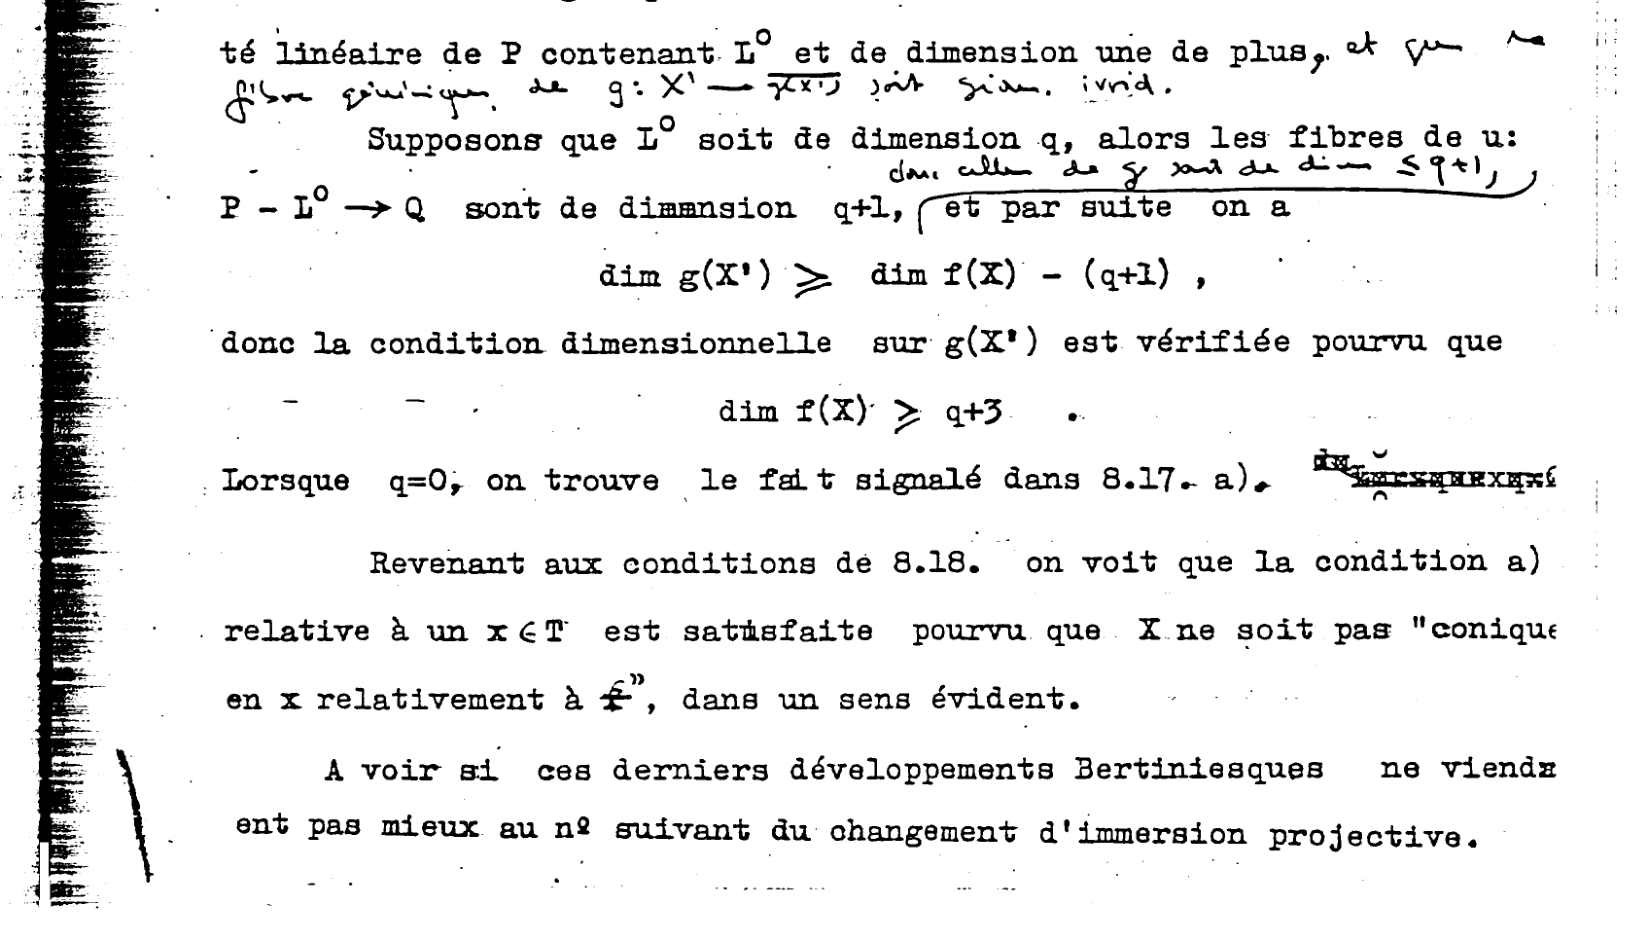 té linéaire de P contenant L⁰ et de dimension une de plus, et que la
fibre générique de g: X' — g(X') soit géom. irréd.
Supposons que L⁰ soit de dimension q, alors les fibres de u:
donc celles de g sont de dim ≤ q+1,
P - L⁰ → Q sont de dimension q+1, et par suite on a
dim g(X') ⩾ dim f(X) - (q+1) ,
donc la condition dimensionnelle sur g(X') est vérifiée pourvu que
dim f(X) ⩾ q+3 .
Lorsque q=0, on trouve le fait signalé dans 8.17. a).
Revenant aux conditions de 8.18. on voit que la condition a)
relative à un x ∈ T est satisfaite pourvu que X ne soit pas "conique
en x relativement à f", dans un sens évident.
A voir si ces derniers développements Bertiniesques ne viendr
ent pas mieux au nº suivant du changement d'immersion projective.